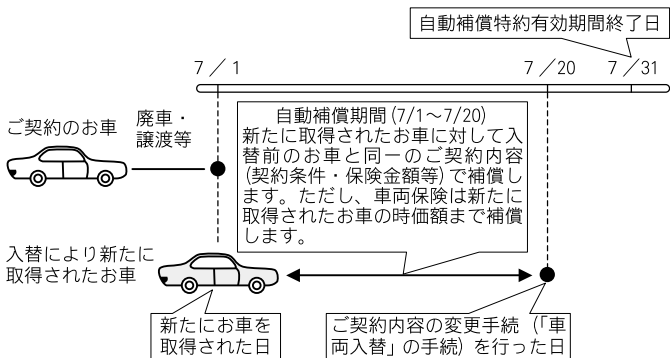 自動補償特約有効期間終了日
7／1
7／20
7／31
ご契約のお車
廃車・
譲渡等
自動補償期間(7/1〜7/20)
新たに取得されたお車に対して入
替前のお車と同一のご契約内容
(契約条件・保険金額等)で補償し
ます。ただし、車両保険は新たに
取得されたお車の時価額まで補償
します。
入替により新たに
取得されたお車
新たにお車を
取得された日
ご契約内容の変更手続（「車
両入替」の手続）を行った日